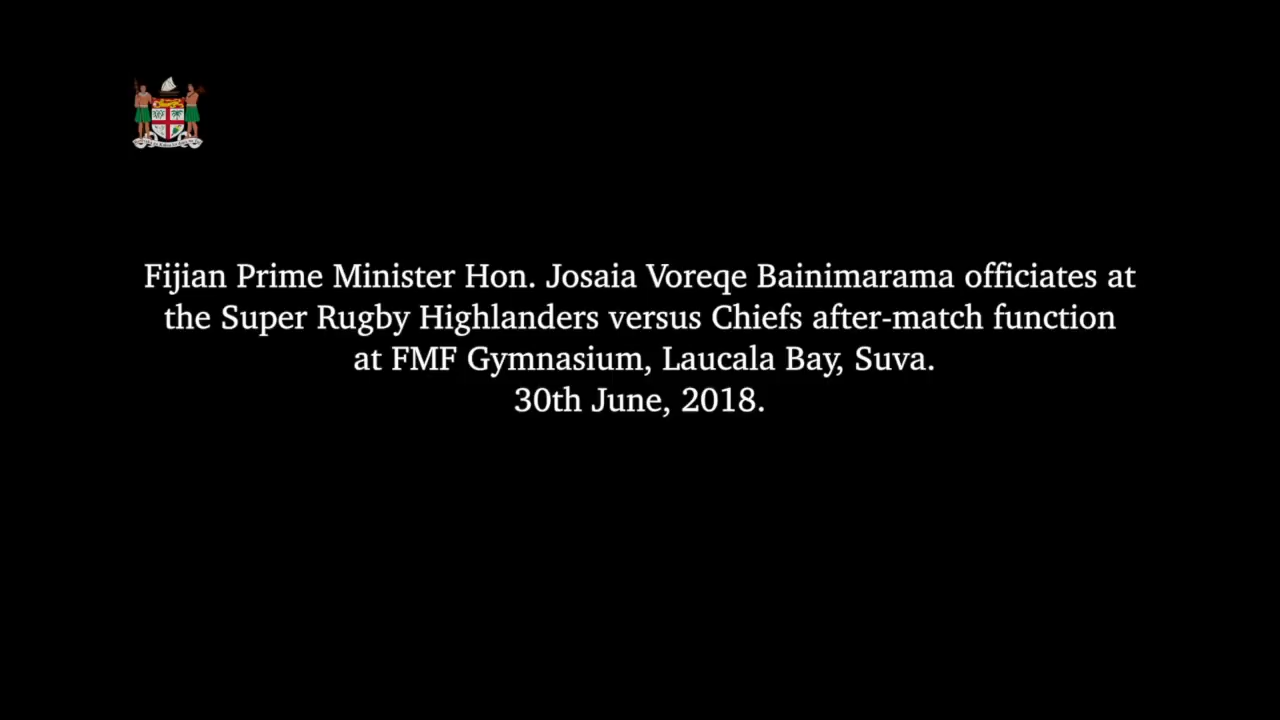 Fijian Prime Minister Hon. Josaia Voreqe Bainimarama officiates at
the Super Rugby Highlanders versus Chiefs after-match function
at FMF Gymnasium, Laucala Bay, Suva.
30th June, 2018.